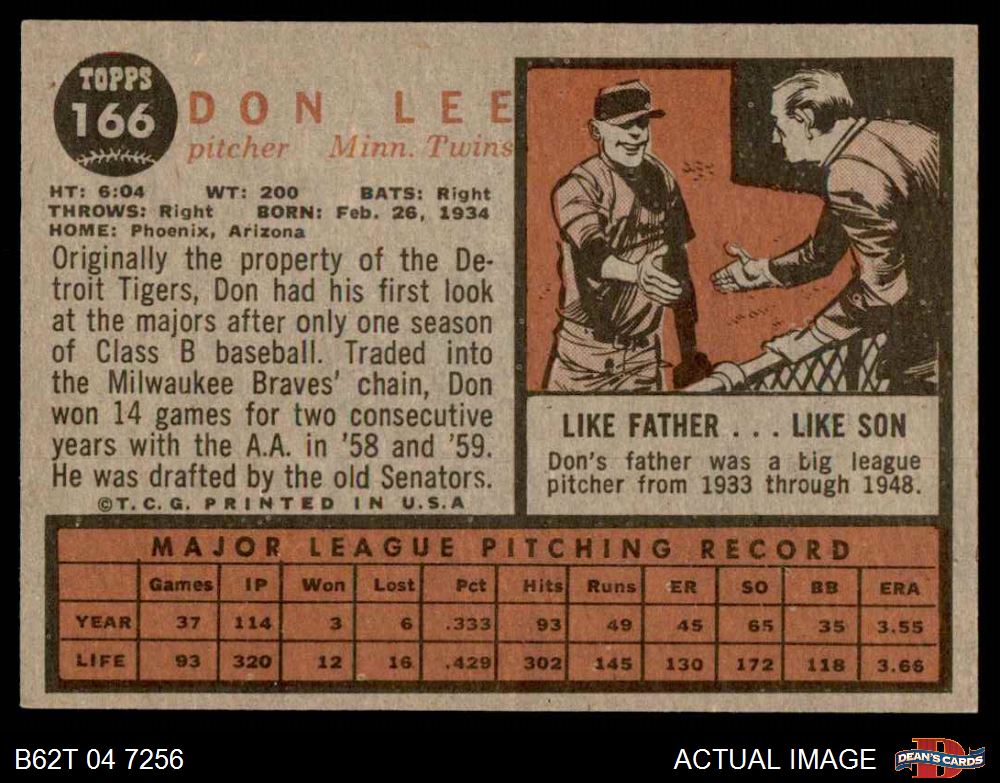 TOPPS
166
DON LEE
pitcher Minn. Twins
HT: 6:04 WT: 200 BATS: Right
THROWS: Right BORN: Feb. 26, 1934
HOME: Phoenix, Arizona
Originally the property of the De-
troit Tigers, Don had his first look
at the majors after only one season
of Class B baseball. Traded into
the Milwaukee Braves' chain, Don
won 14 games for two consecutive
years with the A.A. in '58 and '59.
He was drafted by the old Senators.
©T.C.G. PRINTED IN U.S.A
LIKE FATHER . . . LIKE SON
Don's father was a big league
pitcher from 1933 through 1948.
MAJOR LEAGUE PITCHING RECORD
Games IP Won Lost Pct Hits Runs ER SO BB ERA
YEAR 37 114 3 6 .333 93 49 45 65 35 3.55
LIFE 93 320 12 16 .429 302 145 130 172 118 3.66
B62T 04 7256 ACTUAL IMAGE
DEAN'S CARDS